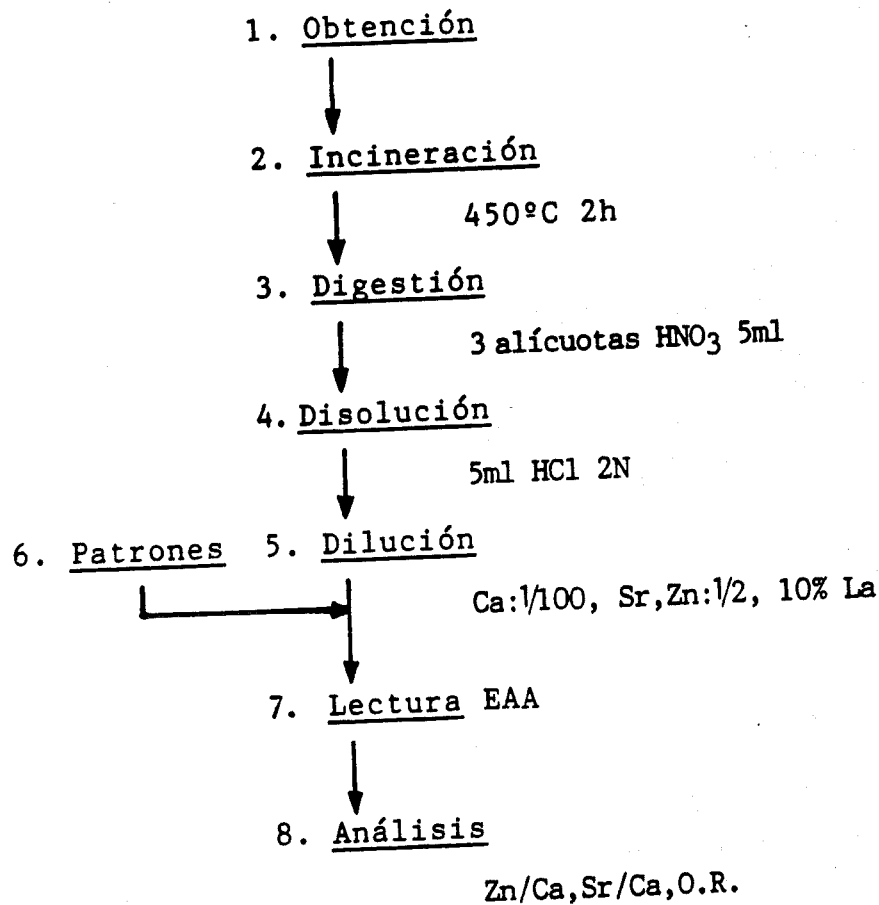 1. Obtención
2. Incineración
450ºC 2h
3. Digestión
3 alícuotas HNO3 5ml
4. Disolución
5ml HCl 2N
6. Patrones 5. Dilución
Ca:1/100, Sr,Zn:1/2, 10% La
7. Lectura EAA
8. Análisis
Zn/Ca,Sr/Ca,O.R.